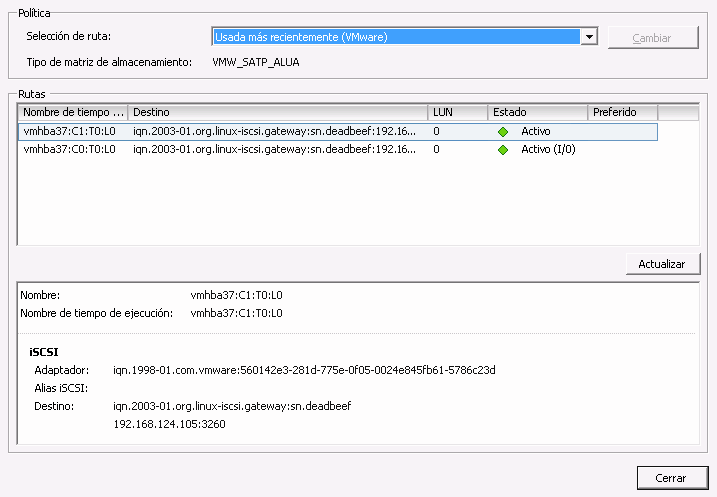 Política
Selección de ruta: Usada más recientemente (VMware) Cambiar
Tipo de matriz de almacenamiento: VMW_SATP_ALUA
Rutas
Nombre de tiempo ... Destino LUN Estado Preferido
vmhba37:C1:T0:L0 iqn.2003-01.org.linux-iscsi.gateway:sn.deadbeef:192.16... 0 Activo
vmhba37:C0:T0:L0 iqn.2003-01.org.linux-iscsi.gateway:sn.deadbeef:192.16... 0 Activo (I/0)
Actualizar
Nombre: vmhba37:C1:T0:L0
Nombre de tiempo de ejecución: vmhba37:C1:T0:L0
iSCSI
Adaptador: iqn.1998-01.com.vmware:560142e3-281d-775e-0f05-0024e845fb61-5786c23d
Alias iSCSI:
Destino: iqn.2003-01.org.linux-iscsi.gateway:sn.deadbeef
192.168.124.105:3260
Cerrar